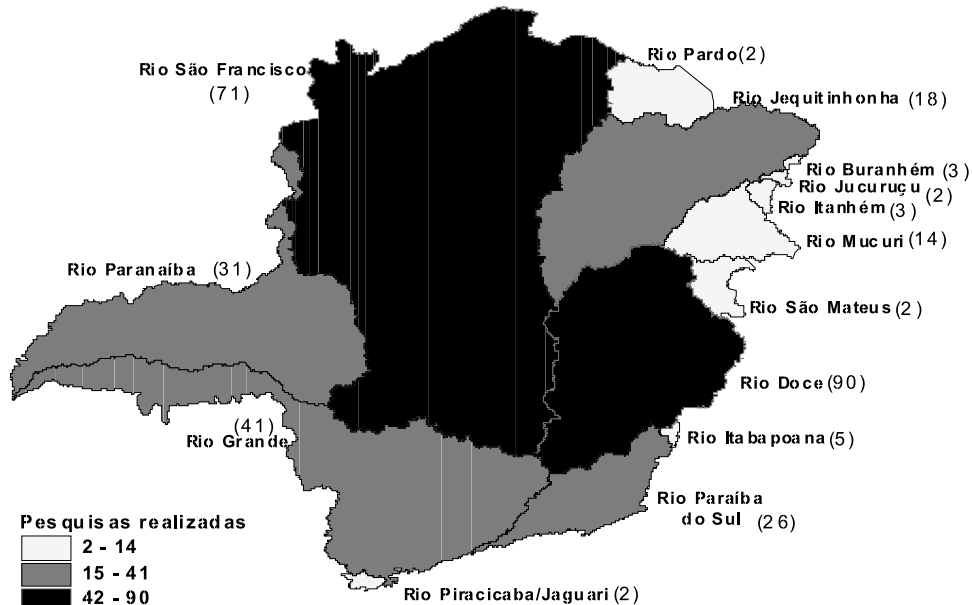 Rio Pardo (2)
Rio São Francisco
(71)
Rio Jequitinhonha (18)
Rio Buranhém (3)
Rio Jucuruçu (2)
Rio Itanhém (3)
Rio Mucuri (14)
Rio Paranaíba (31)
Rio São Mateus (2)
Rio Doce (90)
(41)
Rio Grande
Rio Itabapoana (5)
Rio Paraíba
do Sul (26)
Pesquisas realizadas
2 - 14
15 - 41
42 - 90
Rio Piracicaba/Jaguari (2)